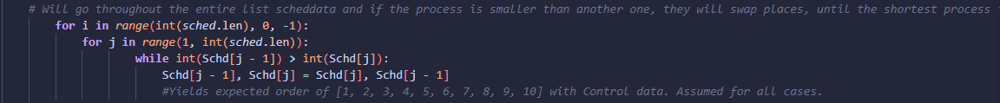 # Will go throughout the entire list scheddata and if the process is smaller than another one, they will swap places, until the shortest process
for i in range(int(sched.len), 0, -1):
for j in range(1, int(sched.len)):
while int(Schd[j - 1]) > int(Schd[j]):
Schd[j - 1], Schd[j] = Schd[j], Schd[j - 1]
#Yields expected order of [1, 2, 3, 4, 5, 6, 7, 8, 9, 10] with Control data. Assumed for all cases.